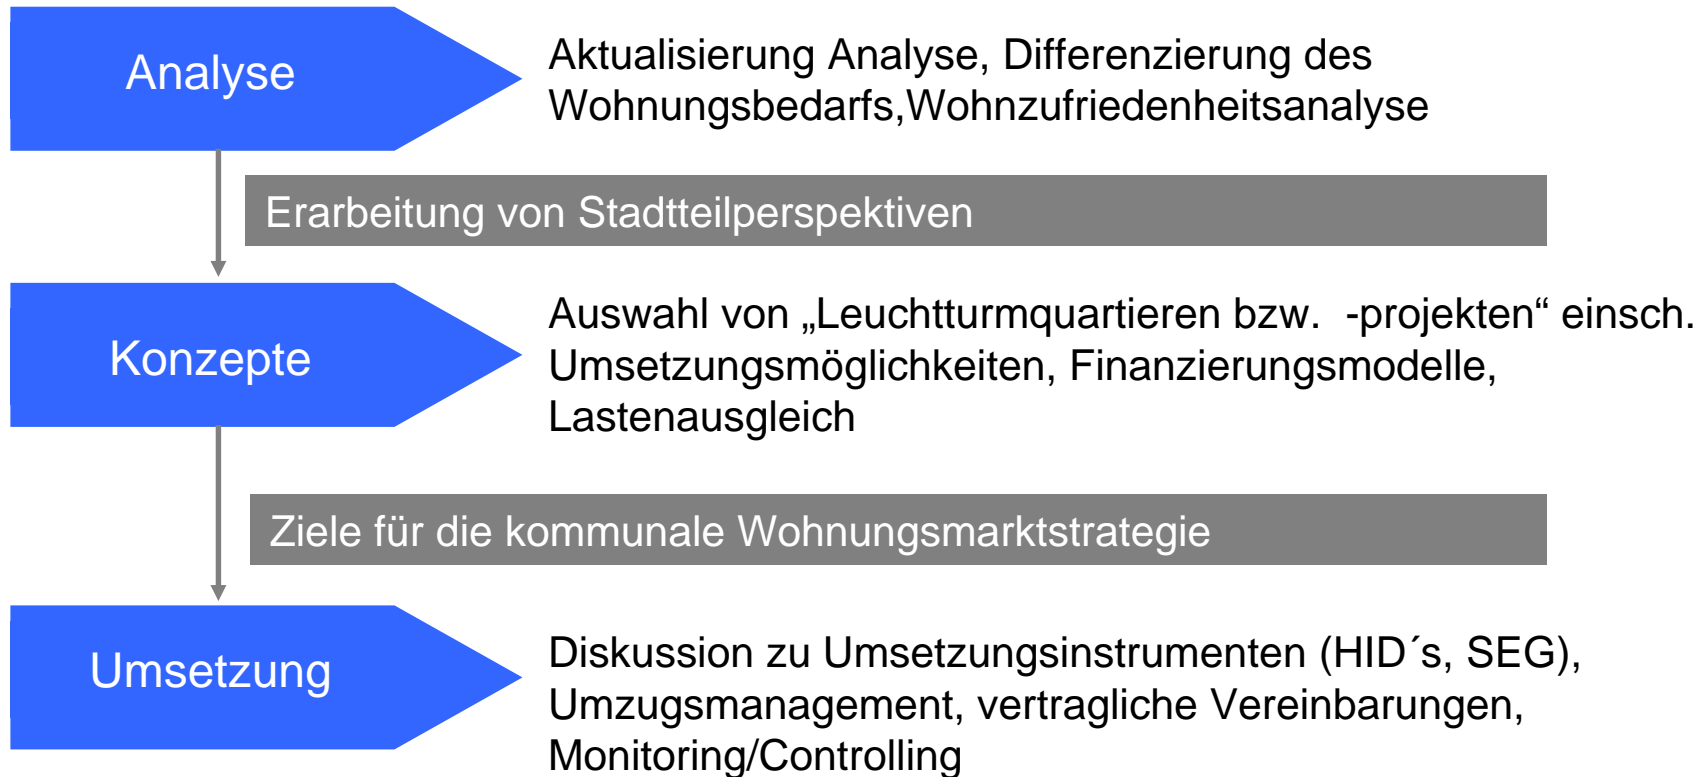 Analyse
Aktualisierung Analyse, Differenzierung des
Wohnungsbedarfs,Wohnzufriedenheitsanalyse
Erarbeitung von Stadtteilperspektiven
Konzepte
Auswahl von „Leuchtturmquartieren bzw.  -projekten“ einsch.
Umsetzungsmöglichkeiten, Finanzierungsmodelle,
Lastenausgleich
Ziele für die kommunale Wohnungsmarktstrategie
Umsetzung
Diskussion zu Umsetzungsinstrumenten (HID´s, SEG),
Umzugsmanagement, vertragliche Vereinbarungen,
Monitoring/Controlling